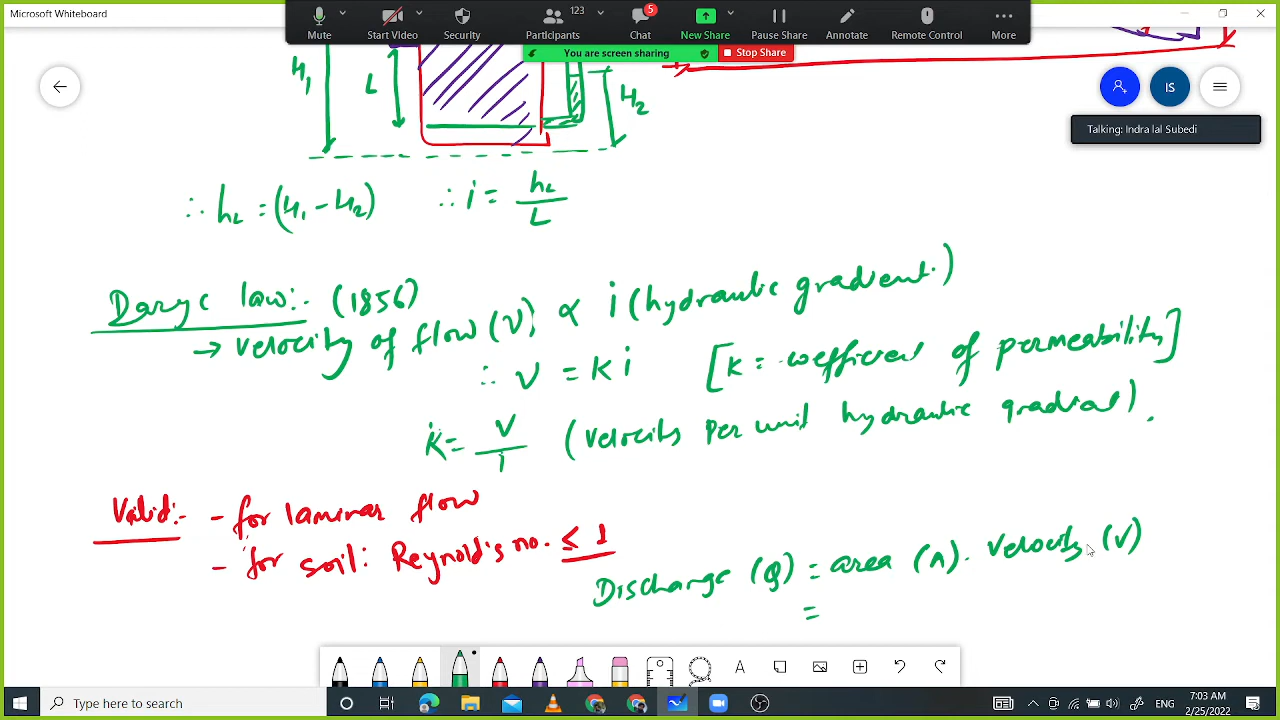 Microsoft Whiteboard
Mute
Start Video
Security
Participants
123
Chat
5
New Share
Pause Share
Annotate
Remote Control
More
You are screen sharing
Stop Share
IS
Talking: Indra lal Subedi
H1
L
H2
∴ hL = (H1 - H2) ∴ i = hL / L
Daryc law:- (1856)
→ velocity of flow (v) ∝ i (hydraulic gradient.)
∴ v = k i [k = coefficient of permeability]
k = v / i (velocity per unit hydraulic gradial).
Valid:- - for laminar flow
- for soil: Reynold's no. ≤ 1
Discharge (Q) = area (A). Velocity (V)
=
A
Type here to search
ENG
7:03 AM
2/25/2022